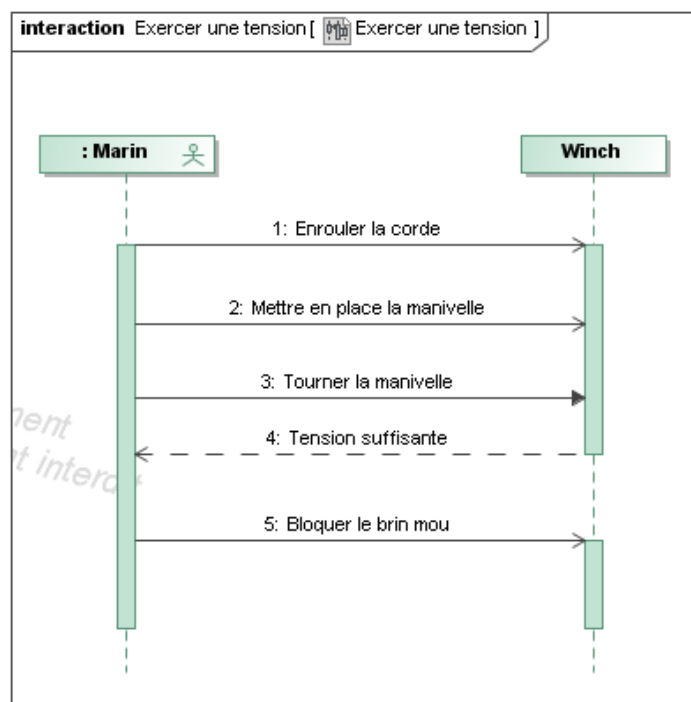 interaction Exercer une tension [ Exercer une tension ]
: Marin
Winch
1: Enrouler la corde
2: Mettre en place la manivelle
3: Tourner la manivelle
4: Tension suffisante
5: Bloquer le brin mou